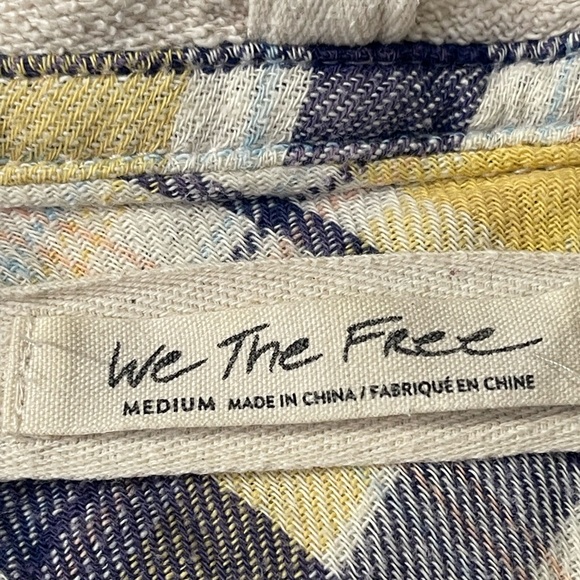 We The Free
MEDIUM MADE IN CHINA / FABRIQUÉ EN CHINE